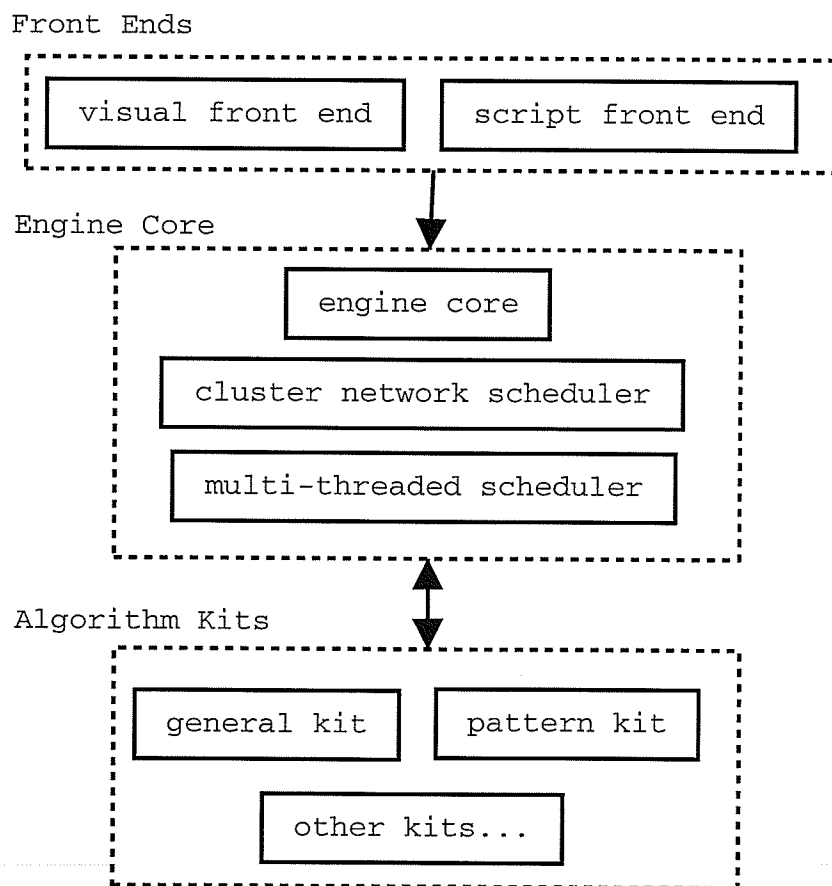 Front Ends
visual front end
script front end
Engine Core
engine core
cluster network scheduler
multi-threaded scheduler
Algorithm Kits
general kit
pattern kit
other kits...